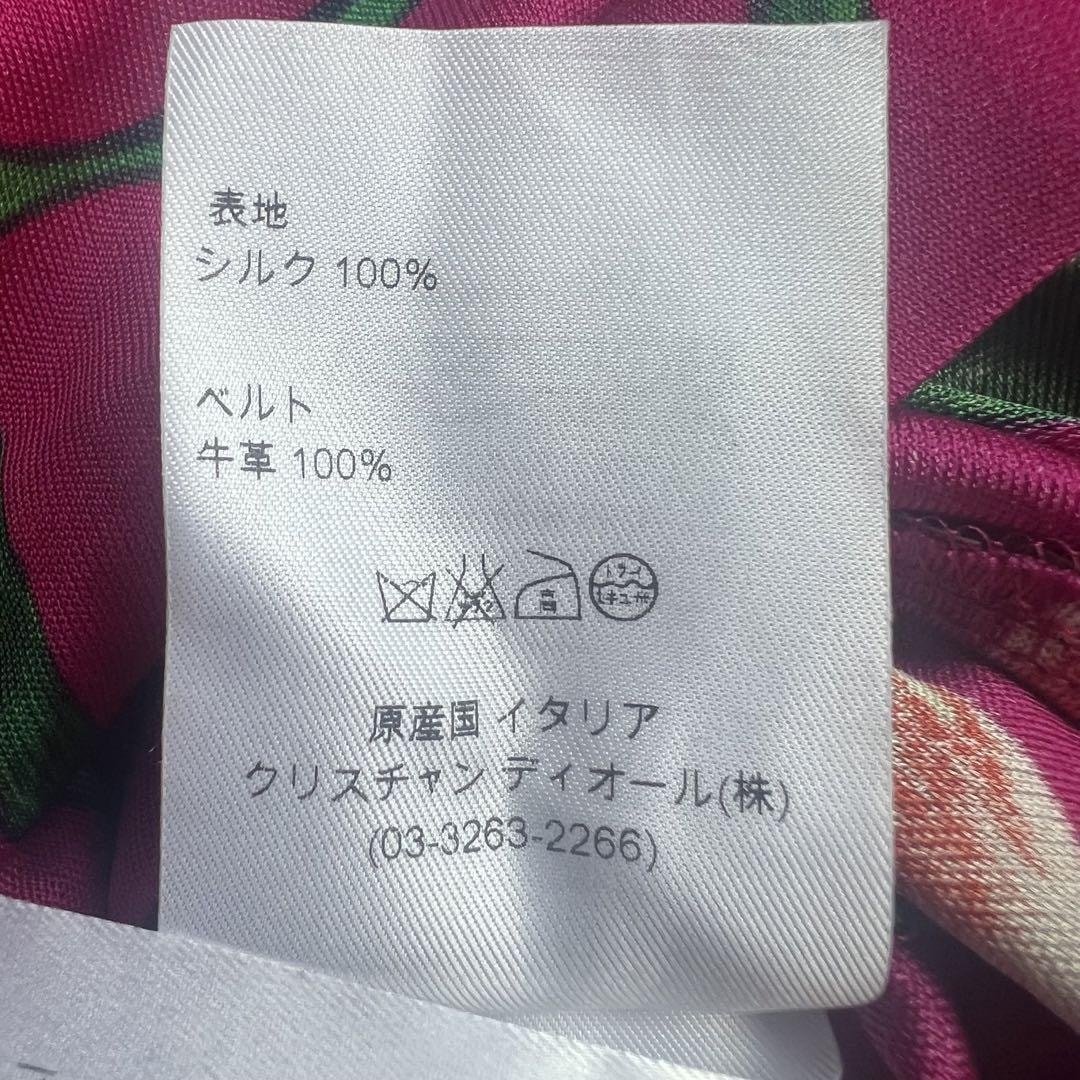 表地
シルク 100%
ベルト
牛革 100%
高
原産国 イタリア
クリスチャン ディオール(株)
(03-3263-2266)